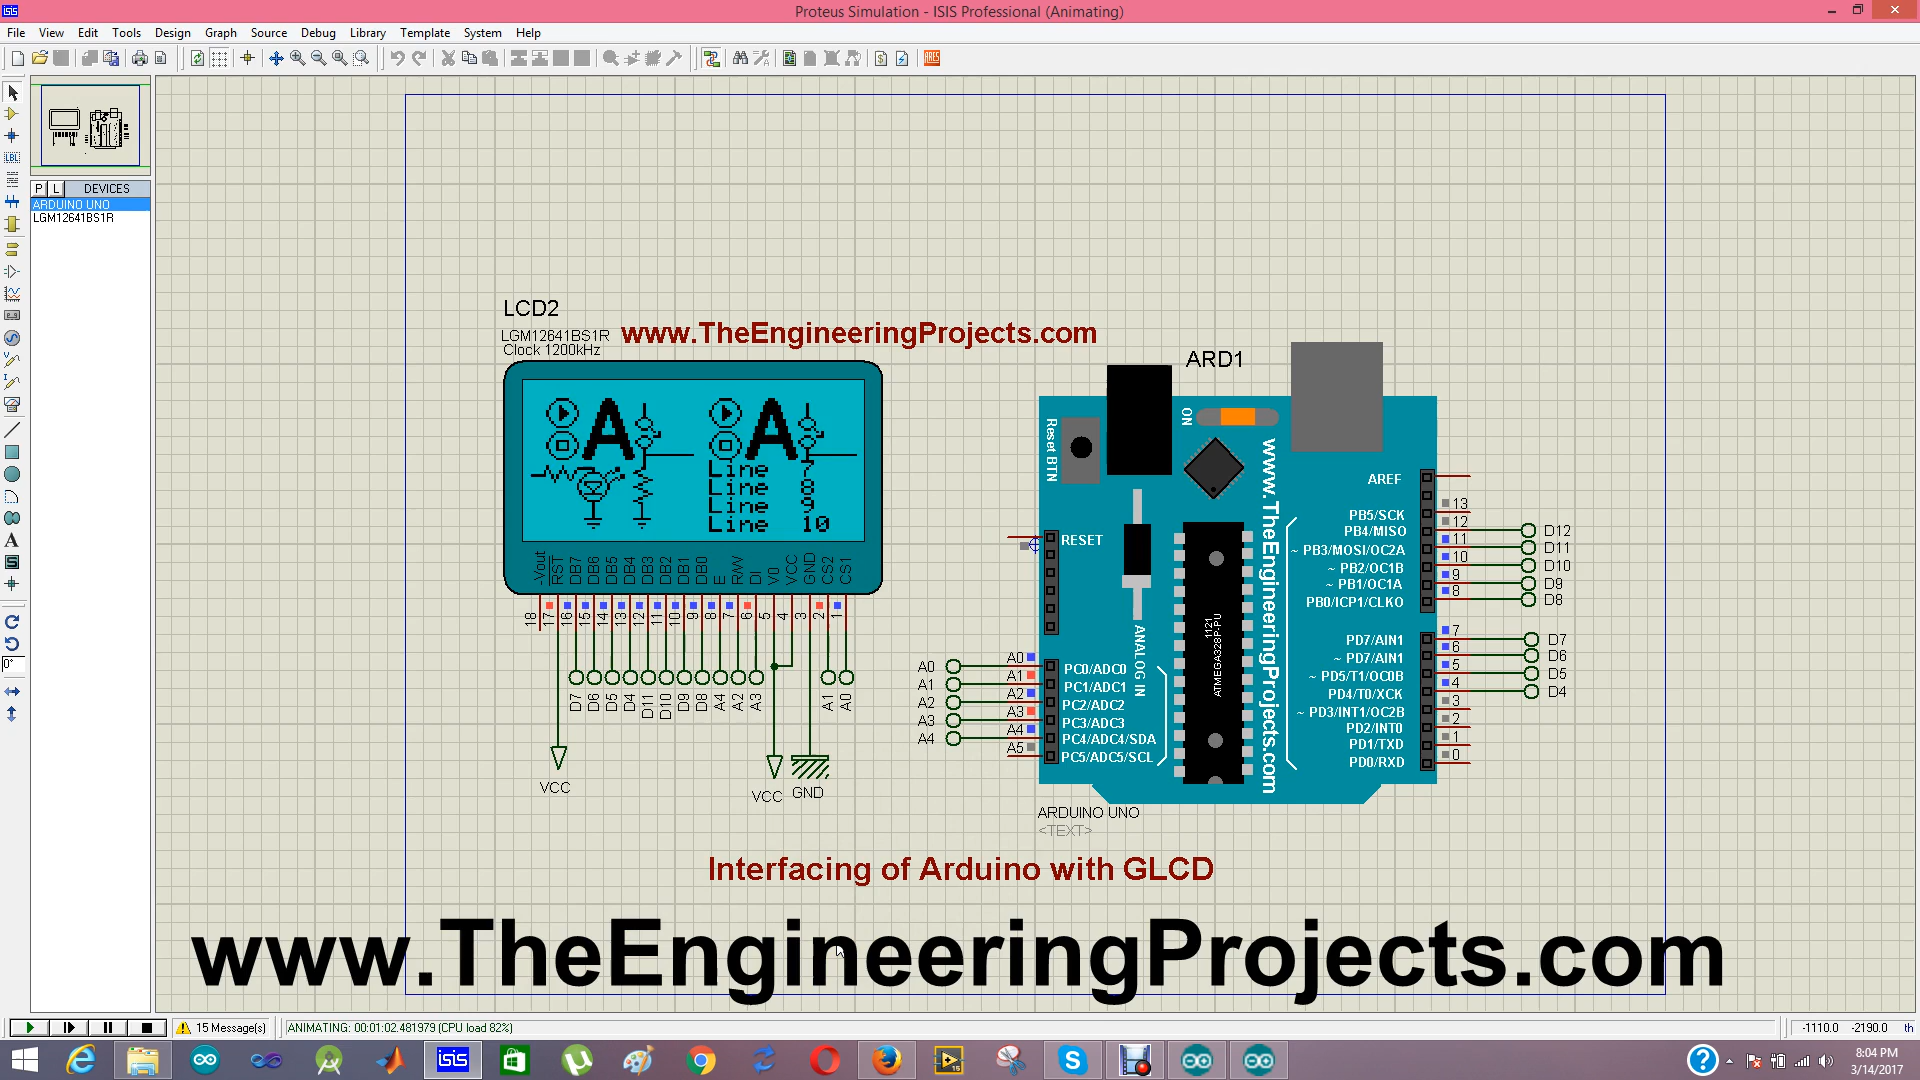 ISIS
Proteus Simulation - ISIS Professional (Animating)
File View Edit Tools Design Graph Source Debug Library Template System Help
ARES
LBL
P L DEVICES
ARDUINO UNO
LGM12641BS1R
A
0°
LCD2
LGM12641BS1R
Clock 1200kHz
www.TheEngineeringProjects.com
A A
Line 7
Line 8
Line 9
Line 10
-Vout RST DB7 DB6 DB5 DB4 DB3 DB2 DB1 DB0 E R/W DI V0 VCC GND CS2 CS1
18 17 16 15 14 13 12 11 10 9 8 7 6 5 4 3 2 1
D7 D6 D5 D4 D11 D10 D9 D8 A4 A2 A3 A1 A0
VCC
VCC
GND
ARD1
Reset BTN
ON
www.TheEngineeringProjects.com
RESET
ANALOG IN
ATMEGA328P-PU
1121
A0 A0 PC0/ADC0
A1 A1 PC1/ADC1
A2 A2 PC2/ADC2
A3 A3 PC3/ADC3
A4 A4 PC4/ADC4/SDA
A5 PC5/ADC5/SCL
AREF
PB5/SCK 13
PB4/MISO 12 D12
~ PB3/MOSI/OC2A 11 D11
~ PB2/OC1B 10 D10
~ PB1/OC1A 9 D9
PB0/ICP1/CLKO 8 D8
PD7/AIN1 7 D7
~ PD7/AIN1 6 D6
~ PD5/T1/OC0B 5 D5
PD4/T0/XCK 4 D4
~ PD3/INT1/OC2B 3
PD2/INT0 2
PD1/TXD 1
PD0/RXD 0
ARDUINO UNO
<TEXT>
Interfacing of Arduino with GLCD
www.TheEngineeringProjects.com
15 Message(s)
ANIMATING: 00:01:02.481979 (CPU load 82%)
-1110.0 -2190.0 th
isis
8:04 PM
3/14/2017